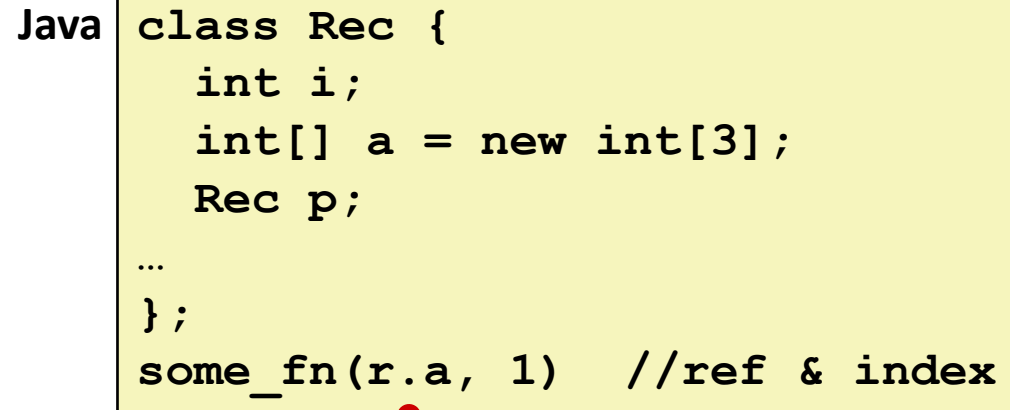 Java class Rec {
int i;
int[] a = new int[3];
Rec p;
…
};
some_fn(r.a, 1) //ref & index